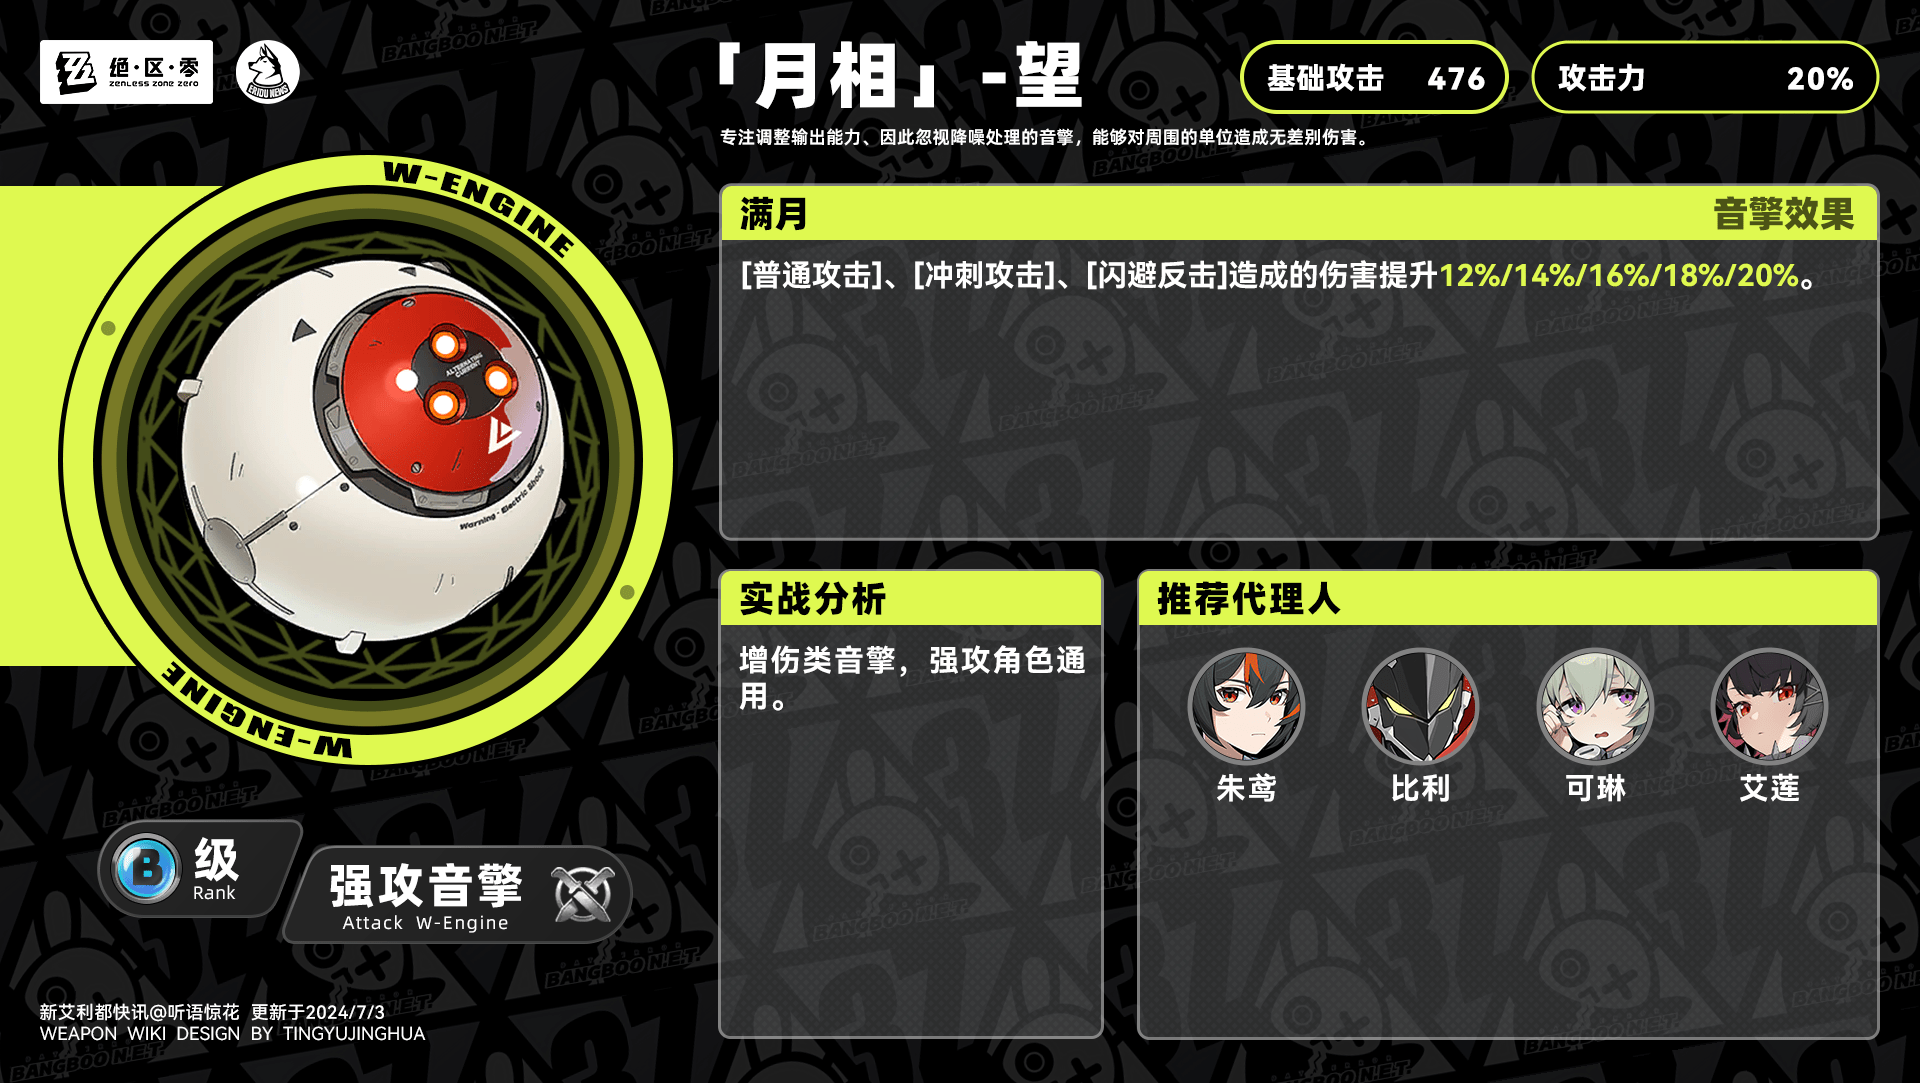 绝·区·零
ZENLESS ZONE ZERO
ERIDU NEWS
「月相」-望
基础攻击 476
攻击力 20%
专注调整输出能力、因此忽视降噪处理的音擎，能够对周围的单位造成无差别伤害。
W-ENGINE
ALTERNATING
CURRENT
Warning · Electric Shock
W-ENGINE
满月
音擎效果
[普通攻击]、[冲刺攻击]、[闪避反击]造成的伤害提升12%/14%/16%/18%/20%。
实战分析
增伤类音擎，强攻角色通
用。
推荐代理人
朱鸢
比利
可琳
艾莲
B
级
Rank
强攻音擎
Attack W-Engine
新艾利都快讯@听语惊花 更新于2024/7/3
WEAPON WIKI DESIGN BY TINGYUJINGHUA
BANGBOO N.E.T.